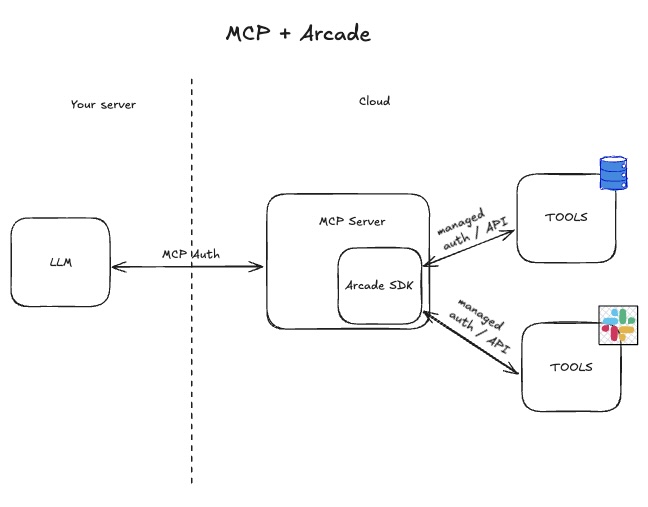 MCP + Arcade
Your server
Cloud
LLM
MCP Auth
MCP Server
Arcade SDK
managed
auth / API
TOOLS
managed
auth / API
TOOLS